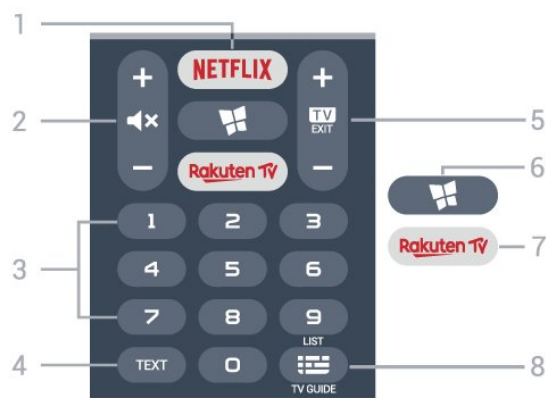 1
NETFLIX
+ +
2
TV
EXIT
5
- Rakuten TV -
6
1 2 3
Rakuten TV
7
3
4 5 6
7 8 9
LIST
4
TEXT 0
8
TV GUIDE